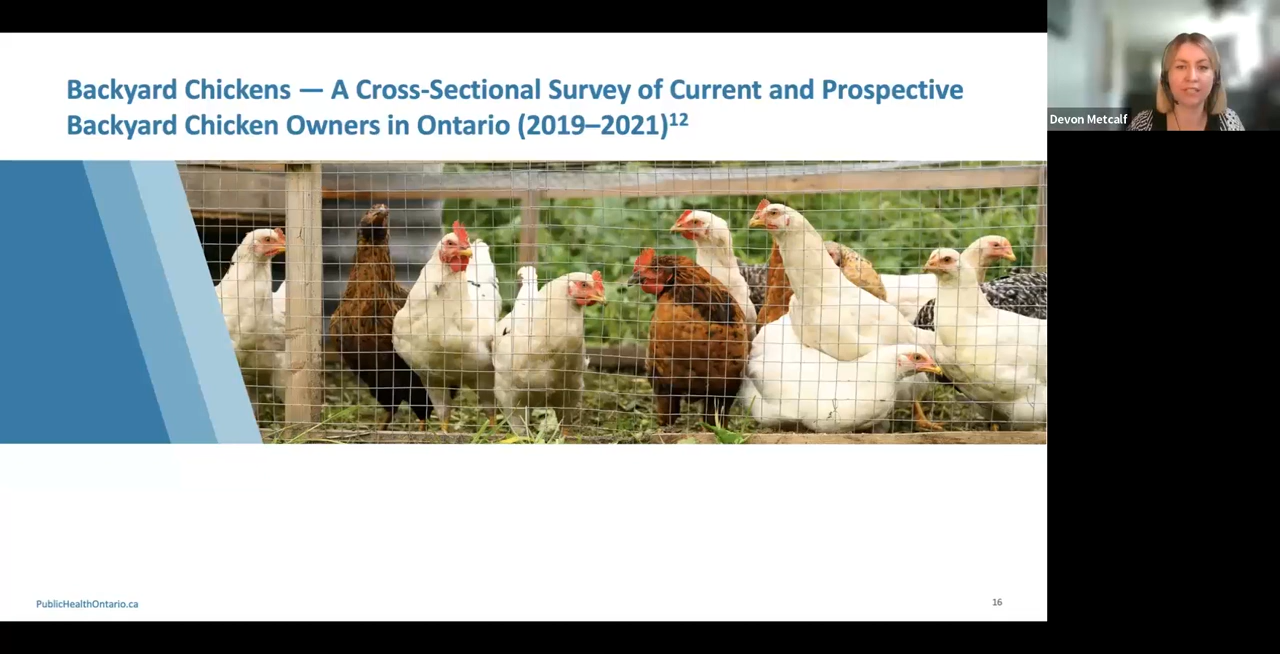 Backyard Chickens — A Cross-Sectional Survey of Current and Prospective
Backyard Chicken Owners in Ontario (2019–2021)¹²
Devon Metcalf
PublicHealthOntario.ca
16